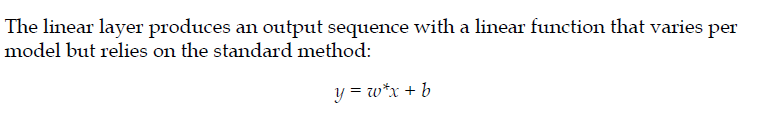 The linear layer produces an output sequence with a linear function that varies per
model but relies on the standard method:
y = w*x + b